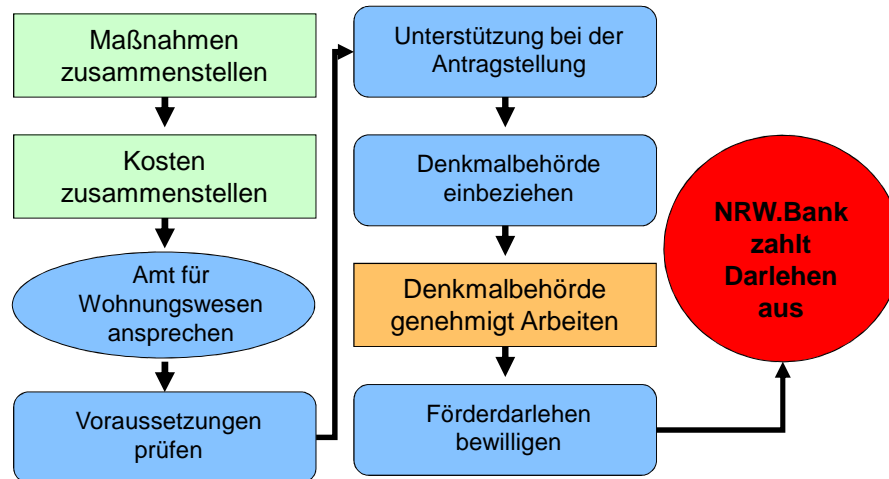 Maßnahmen
zusammenstellen
Kosten
zusammenstellen
Amt für
Wohnungswesen
ansprechen
Voraussetzungen
prüfen
Unterstützung bei der
Antragstellung
Denkmalbehörde
einbeziehen
Denkmalbehörde
genehmigt Arbeiten
Förderdarlehen
bewilligen
NRW.Bank
zahlt
Darlehen
aus